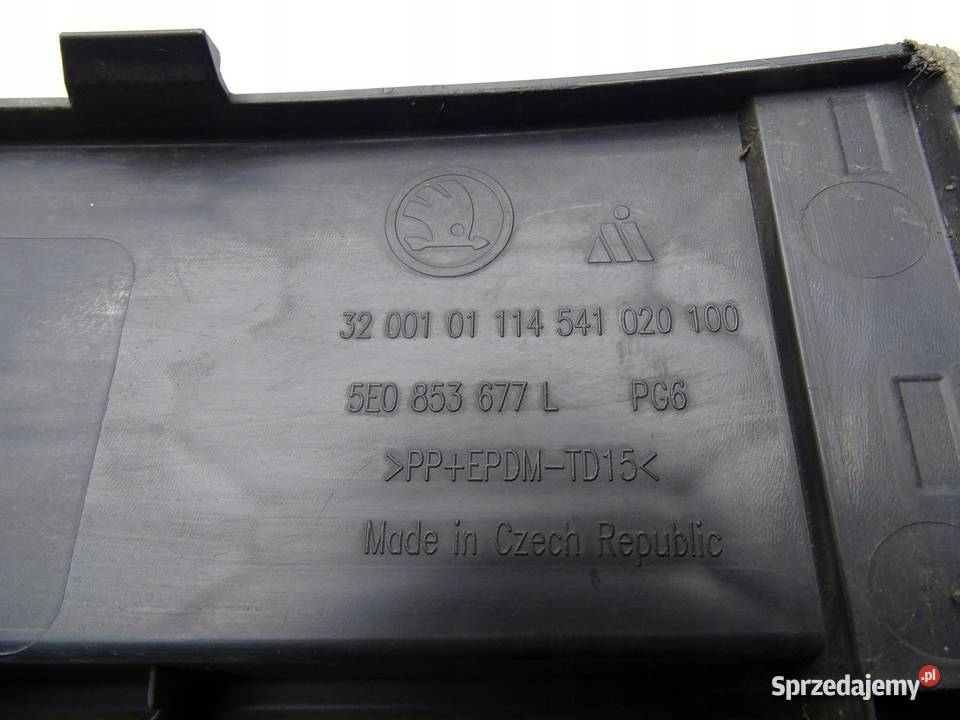 32 001 01 114 541 020 100
5E0 853 677 L PG6
>PP+EPDM-TD15<
Made in Czech Republic
Sprzedajemy.pl